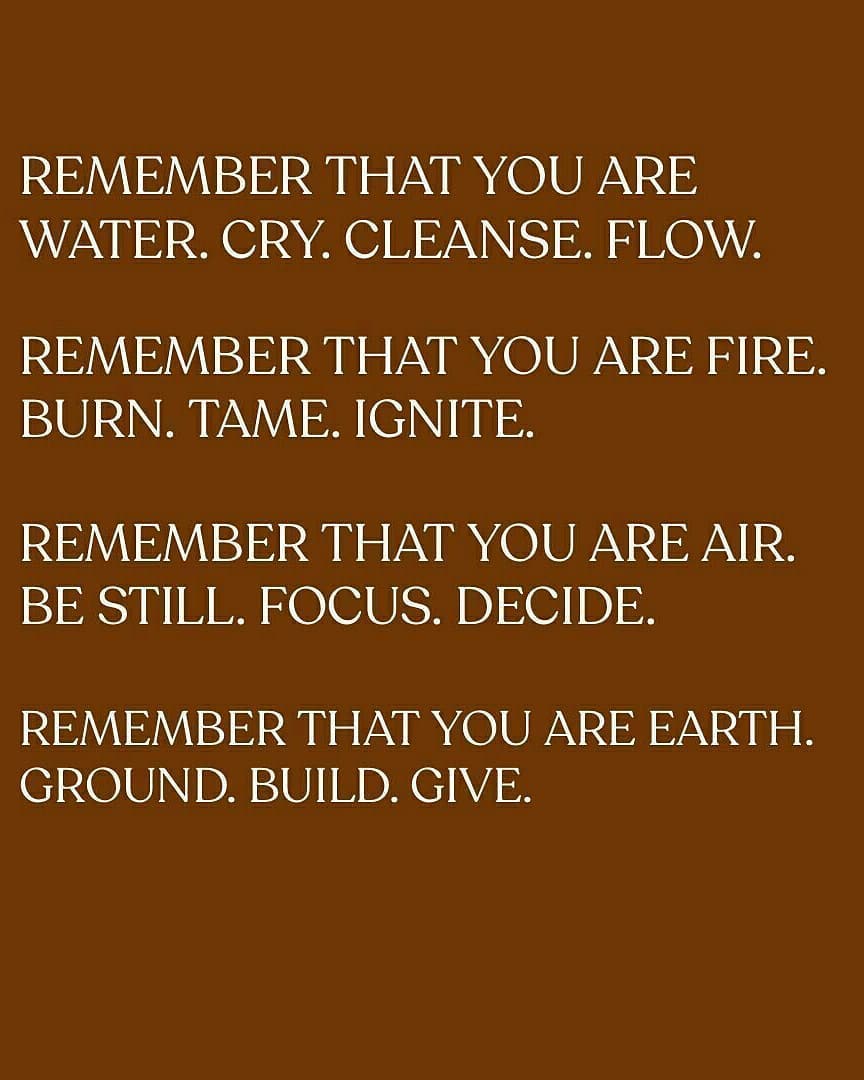 REMEMBER THAT YOU ARE
WATER. CRY. CLEANSE. FLOW.
REMEMBER THAT YOU ARE FIRE.
BURN. TAME. IGNITE.
REMEMBER THAT YOU ARE AIR.
BE STILL. FOCUS. DECIDE.
REMEMBER THAT YOU ARE EARTH.
GROUND. BUILD. GIVE.